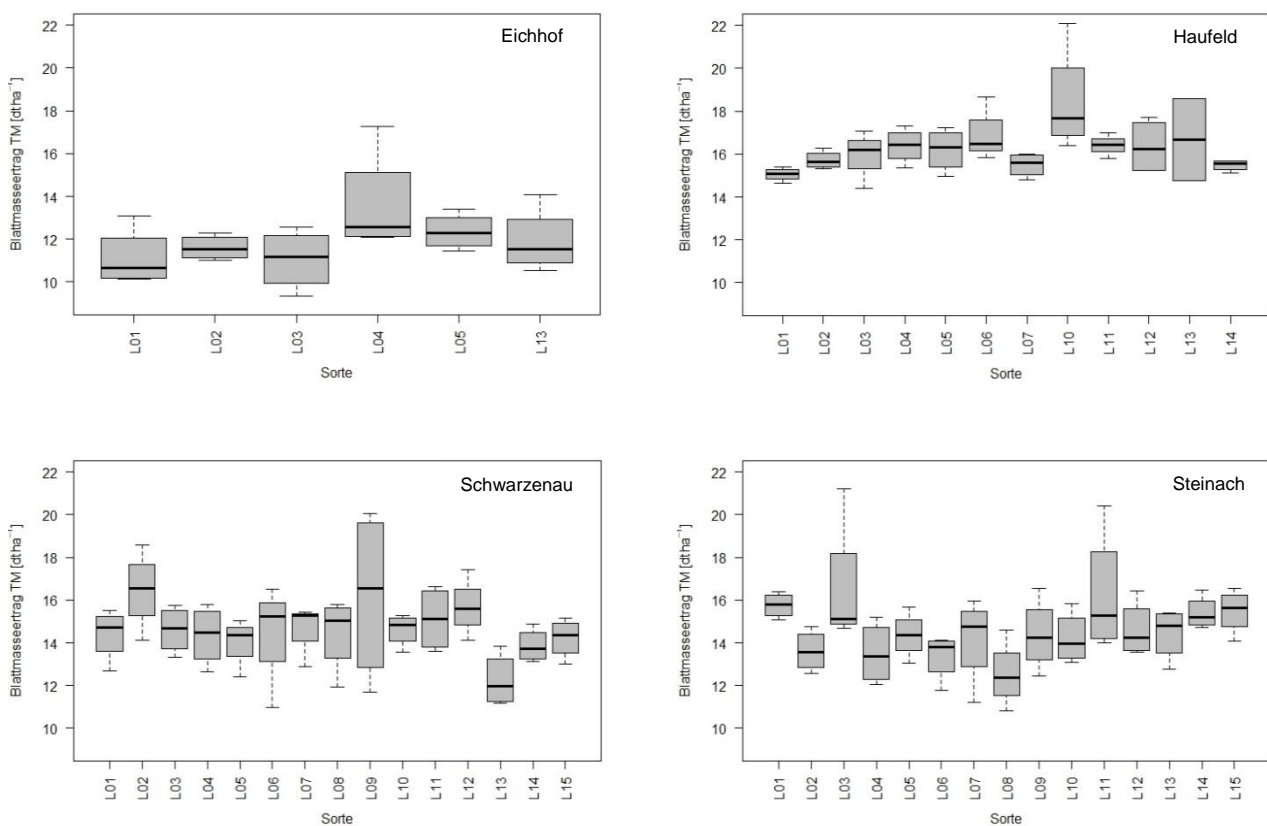 Eichhof
Blattmasseertrag TM [dtha⁻¹]
22
20
18
16
14
12
10
L01
L02
L03
L04
L05
L13
Sorte
Haufeld
Blattmasseertrag TM [dtha⁻¹]
22
20
18
16
14
12
10
L01
L02
L03
L04
L05
L06
L07
L10
L11
L12
L13
L14
Sorte
Schwarzenau
Blattmasseertrag TM [dtha⁻¹]
22
20
18
16
14
12
10
L01
L02
L03
L04
L05
L06
L07
L08
L09
L10
L11
L12
L13
L14
L15
Sorte
Steinach
Blattmasseertrag TM [dtha⁻¹]
22
20
18
16
14
12
10
L01
L02
L03
L04
L05
L06
L07
L08
L09
L10
L11
L12
L13
L14
L15
Sorte